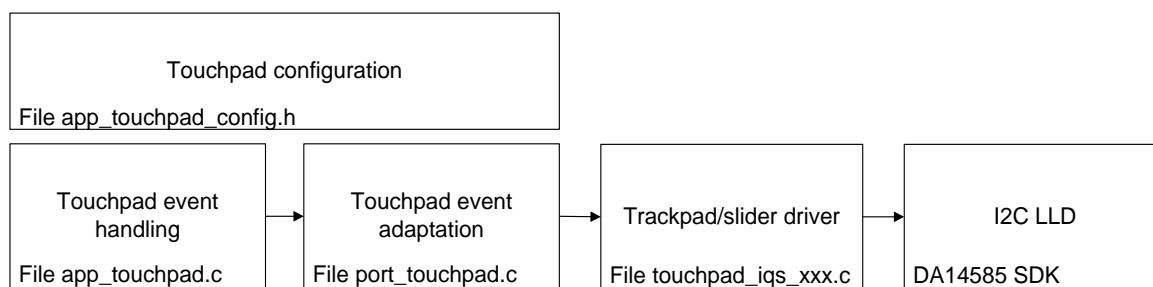 Touchpad configuration
File app_touchpad_config.h
Touchpad event
handling
File app_touchpad.c
Touchpad event
adaptation
File port_touchpad.c
Trackpad/slider driver
File touchpad_iqs_xxx.c
I2C LLD
DA14585 SDK